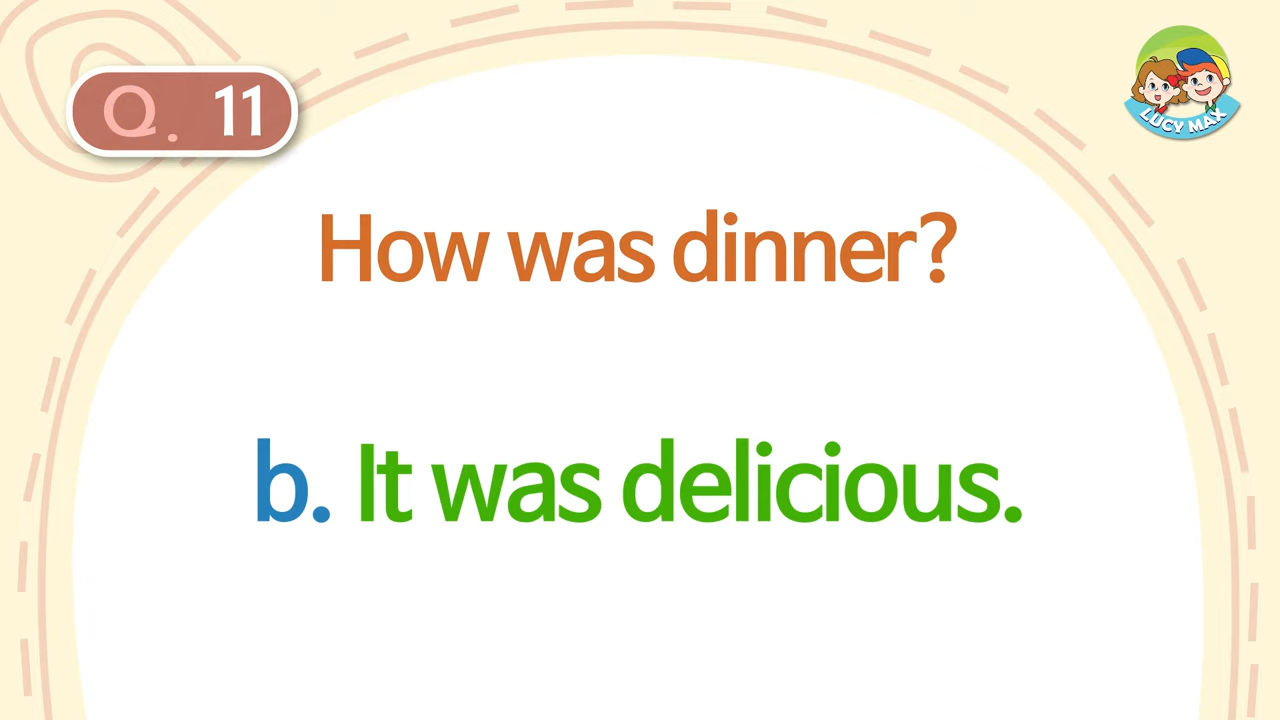 Q. 11
LUCY MAX
How was dinner?
b. It was delicious.